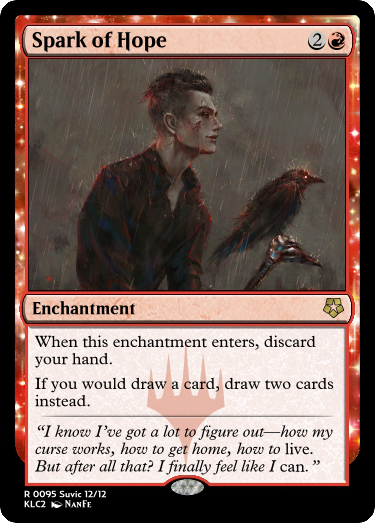 Spark of Hope
2
Enchantment
When this enchantment enters, discard
your hand.
If you would draw a card, draw two cards
instead.
“I know I’ve got a lot to figure out—how my
curse works, how to get home, how to live.
But after all that? I finally feel like I can.”
R 0095 Suvic 12/12
KLC2 NanFe